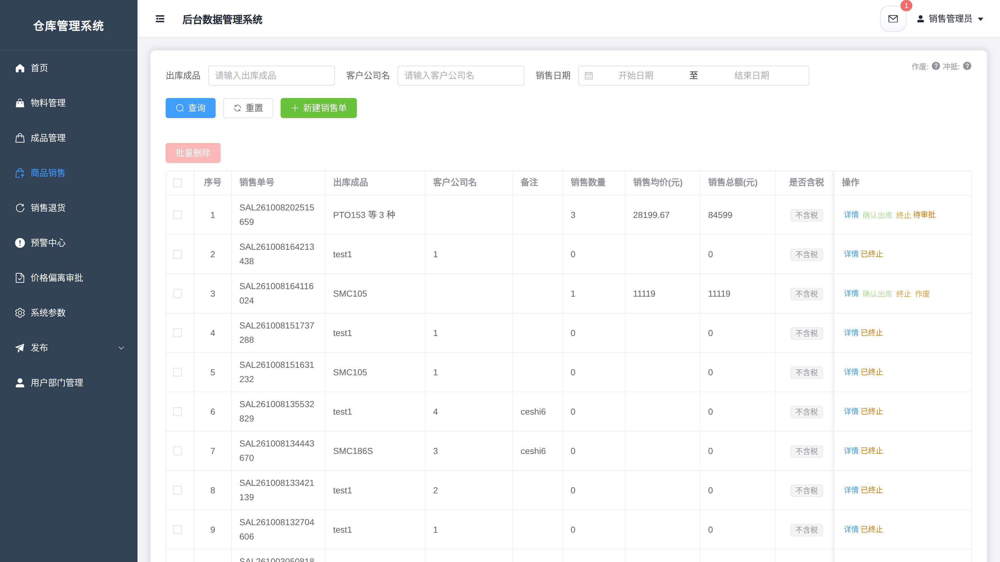 仓库管理系统
后台数据管理系统
1
销售管理员
首页
物料管理
成品管理
商品销售
销售退货
预警中心
价格偏离审批
系统参数
发布
用户部门管理
作废: ? 冲抵: ?
出库成品 请输入出库成品 客户公司名 请输入客户公司名 销售日期 开始日期 至 结束日期
查询 重置 新建销售单
批量删除
序号 销售单号 出库成品 客户公司名 备注 销售数量 销售均价(元) 销售总额(元) 是否含税 操作
1 SAL261008202515
659 PTO153 等 3 种 3 28199.67 84599 不含税 详情 确认出库 终止 待审批
2 SAL261008164213
438 test1 1 0 0 不含税 详情 已终止
3 SAL261008164116
024 SMC105 1 11119 11119 不含税 详情 确认出库 终止 作废
4 SAL261008151737
288 test1 1 0 0 不含税 详情 已终止
5 SAL261008151631
232 SMC105 1 0 0 不含税 详情 已终止
6 SAL261008135532
829 test1 4 ceshi6 0 0 不含税 详情 已终止
7 SAL261008134443
670 SMC186S 3 ceshi6 0 0 不含税 详情 已终止
8 SAL261008133421
139 test1 2 0 0 不含税 详情 已终止
9 SAL261008132704
606 test1 1 0 0 不含税 详情 已终止
SAL261003050818